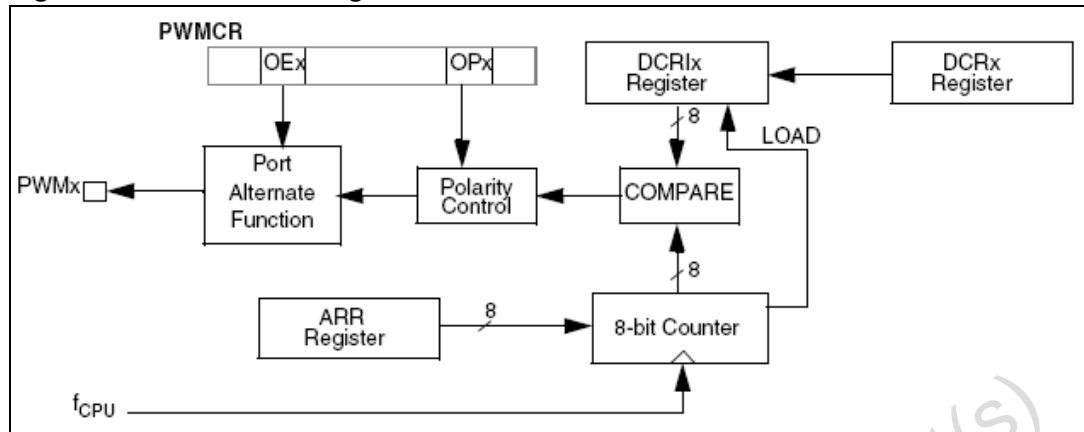 PWMCR
OEx
OPx
DCRIx
Register
DCRx
Register
8
LOAD
Port
Alternate
Function
PWMx
Polarity
Control
COMPARE
8
ARR
Register
8
8-bit Counter
fCPU